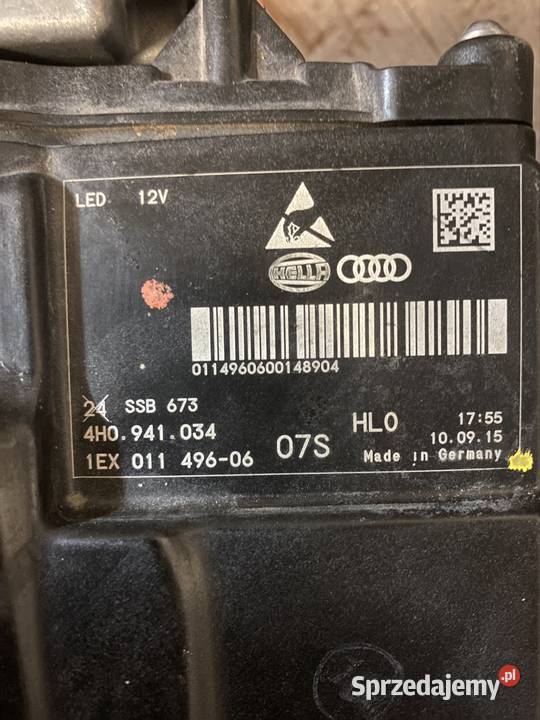 LED 12V
HELLA
0114960600148904
24 SSB 673
4H0.941.034
1EX 011 496-06
07S
HL0
17:55
10.09.15
Made in Germany
Sprzedajemy.pl